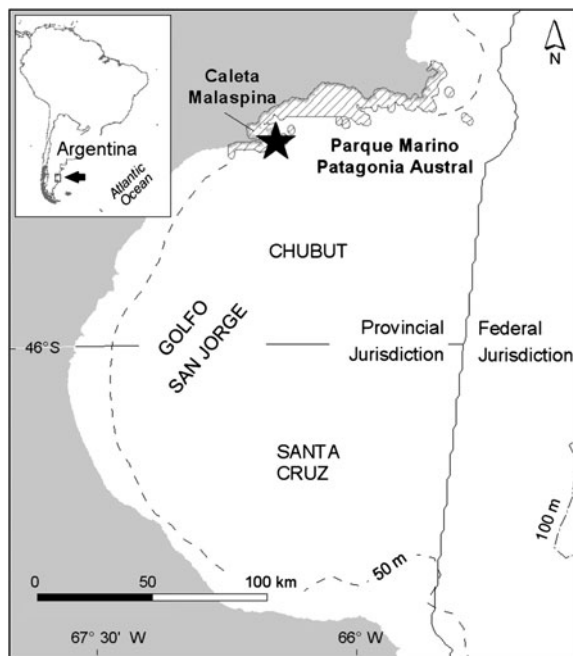 Argentina
Atlantic
Ocean
N
Caleta
Malaspina
Parque Marino
Patagonia Austral
CHUBUT
GOLFO
SAN JORGE
46°S
Provincial
Jurisdiction
Federal
Jurisdiction
SANTA
CRUZ
100 m
50 m
0 50 100 km
67° 30' W 66° W